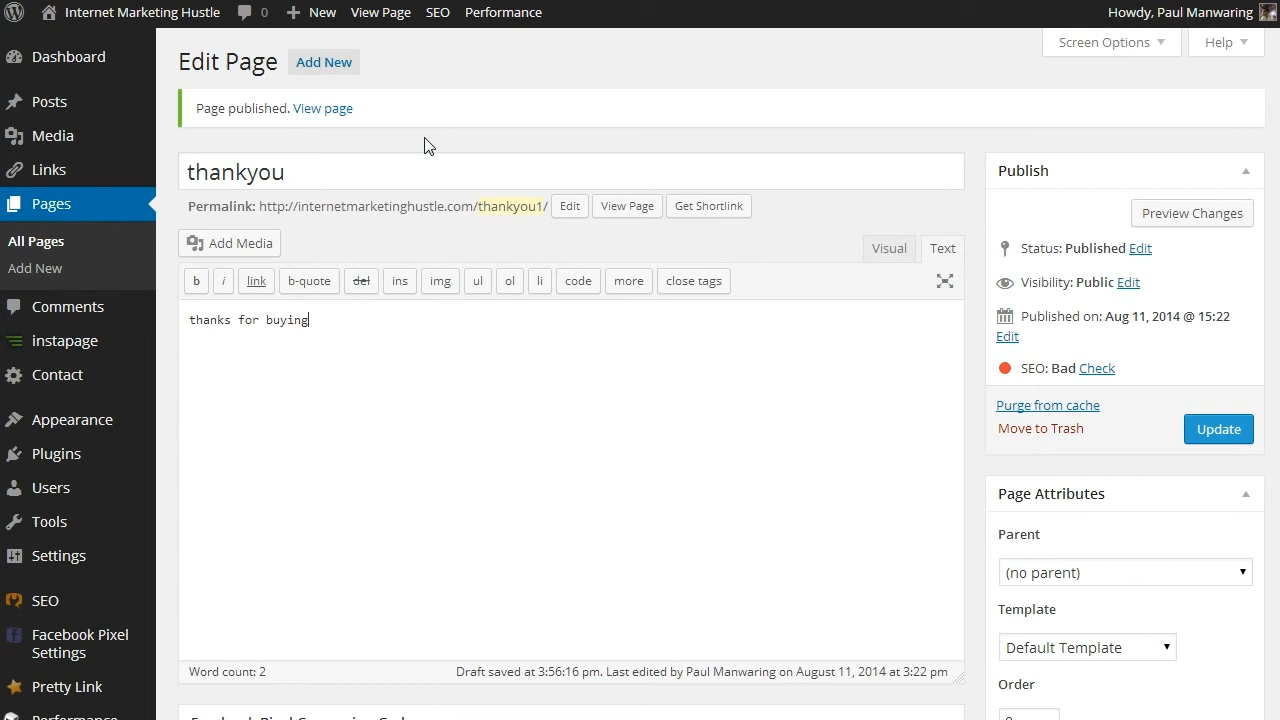 Internet Marketing Hustle 0 New View Page SEO Performance Howdy, Paul Manwaring
Screen Options Help
Dashboard
Posts
Media
Links
Pages
All Pages
Add New
Comments
instapage
Contact
Appearance
Plugins
Users
Tools
Settings
SEO
Facebook Pixel
Settings
Pretty Link
Performance
Edit Page Add New
Page published. View page
thankyou
Permalink: http://internetmarketinghustle.com/thankyou1/ Edit View Page Get Shortlink
Add Media Visual Text
b i link b-quote del ins img ul ol li code more close tags
thanks for buying
Word count: 2 Draft saved at 3:56:16 pm. Last edited by Paul Manwaring on August 11, 2014 at 3:22 pm
Publish
Preview Changes
Status: Published Edit
Visibility: Public Edit
Published on: Aug 11, 2014 @ 15:22
Edit
SEO: Bad Check
Purge from cache
Move to Trash Update
Page Attributes
Parent
(no parent)
Template
Default Template
Order